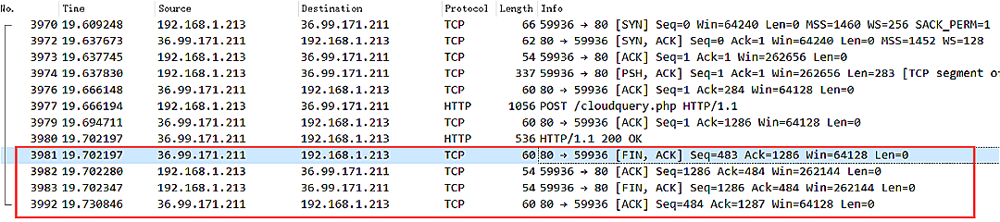 No. Time Source Destination Protocol Length Info
3970 19.609248 192.168.1.213 36.99.171.211 TCP 66 59936 → 80 [SYN] Seq=0 Win=64240 Len=0 MSS=1460 WS=256 SACK_PERM=1
3972 19.637673 36.99.171.211 192.168.1.213 TCP 62 80 → 59936 [SYN, ACK] Seq=0 Ack=1 Win=64240 Len=0 MSS=1452 WS=128
3973 19.637745 192.168.1.213 36.99.171.211 TCP 54 59936 → 80 [ACK] Seq=1 Ack=1 Win=262656 Len=0
3974 19.637830 192.168.1.213 36.99.171.211 TCP 337 59936 → 80 [PSH, ACK] Seq=1 Ack=1 Win=262656 Len=283 [TCP segment of
3976 19.666148 36.99.171.211 192.168.1.213 TCP 60 80 → 59936 [ACK] Seq=1 Ack=284 Win=64128 Len=0
3977 19.666194 192.168.1.213 36.99.171.211 HTTP 1056 POST /cloudquery.php HTTP/1.1
3979 19.694711 36.99.171.211 192.168.1.213 TCP 60 80 → 59936 [ACK] Seq=1 Ack=1286 Win=64128 Len=0
3980 19.702197 36.99.171.211 192.168.1.213 HTTP 536 HTTP/1.1 200 OK
3981 19.702197 36.99.171.211 192.168.1.213 TCP 60 80 → 59936 [FIN, ACK] Seq=483 Ack=1286 Win=64128 Len=0
3982 19.702280 192.168.1.213 36.99.171.211 TCP 54 59936 → 80 [ACK] Seq=1286 Ack=484 Win=262144 Len=0
3983 19.702347 192.168.1.213 36.99.171.211 TCP 54 59936 → 80 [FIN, ACK] Seq=1286 Ack=484 Win=262144 Len=0
3992 19.730846 36.99.171.211 192.168.1.213 TCP 60 80 → 59936 [ACK] Seq=484 Ack=1287 Win=64128 Len=0